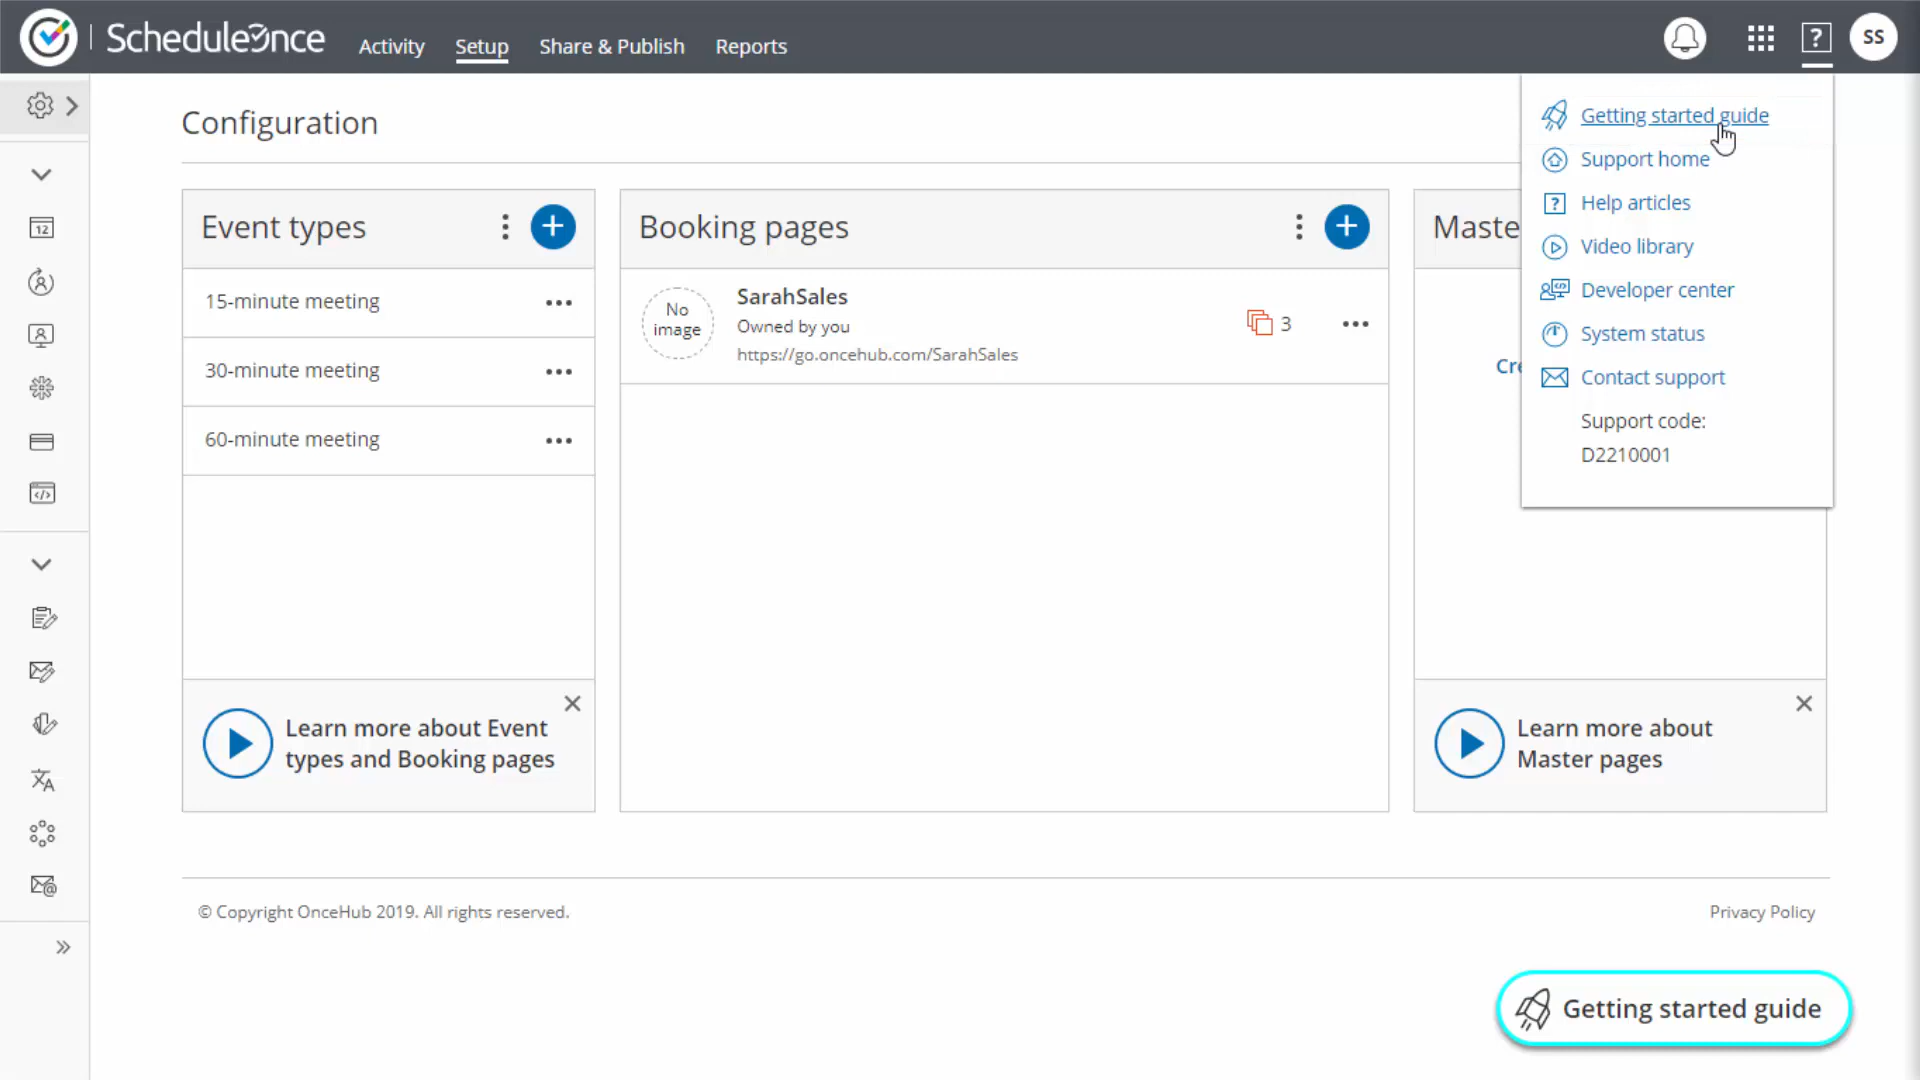 ScheduleOnce
Activity
Setup
Share & Publish
Reports
?
SS
Getting started guide
Support home
Help articles
Video library
Developer center
System status
Contact support
Support code:
D2210001
Configuration
Event types
15-minute meeting
30-minute meeting
60-minute meeting
Learn more about Event
types and Booking pages
Booking pages
No
image
SarahSales
Owned by you
https://go.oncehub.com/SarahSales
3
Maste
Cre
Learn more about
Master pages
12
© Copyright OnceHub 2019. All rights reserved.
Privacy Policy
Getting started guide